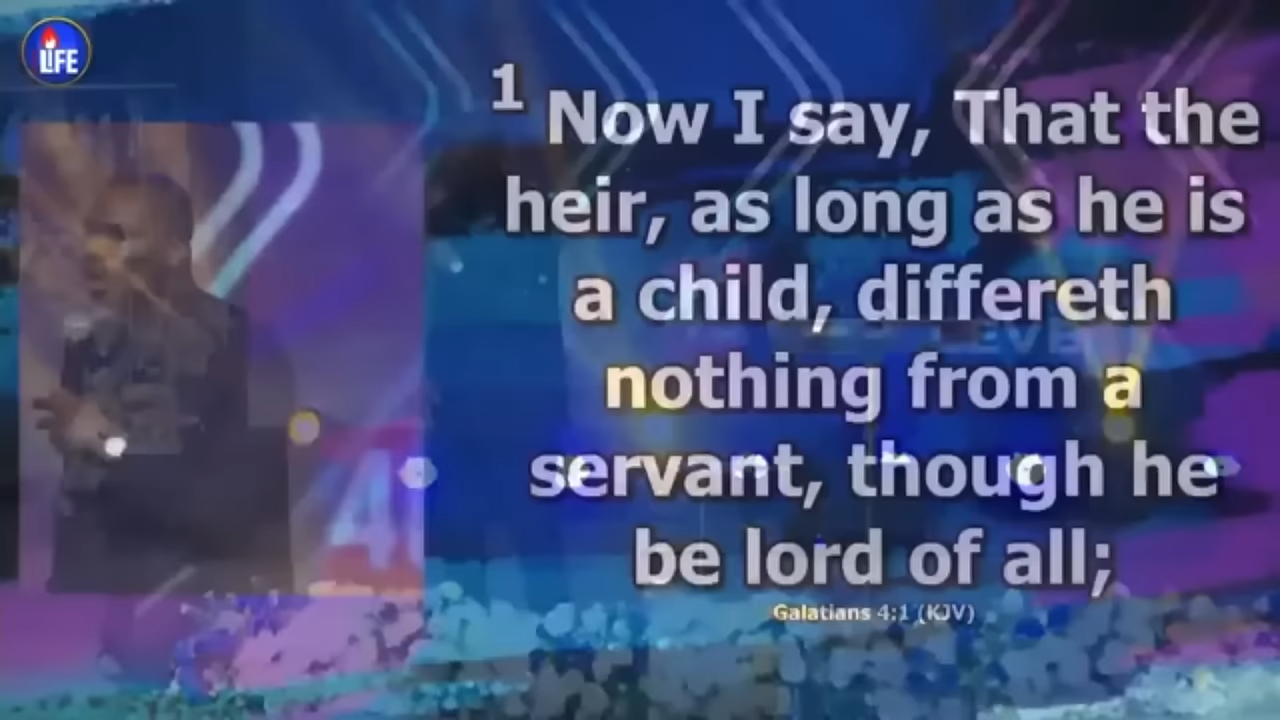 LIFE
1 Now I say, That the
heir, as long as he is
a child, differeth
nothing from a
servant, though he
be lord of all;
Galatians 4:1 (KJV)